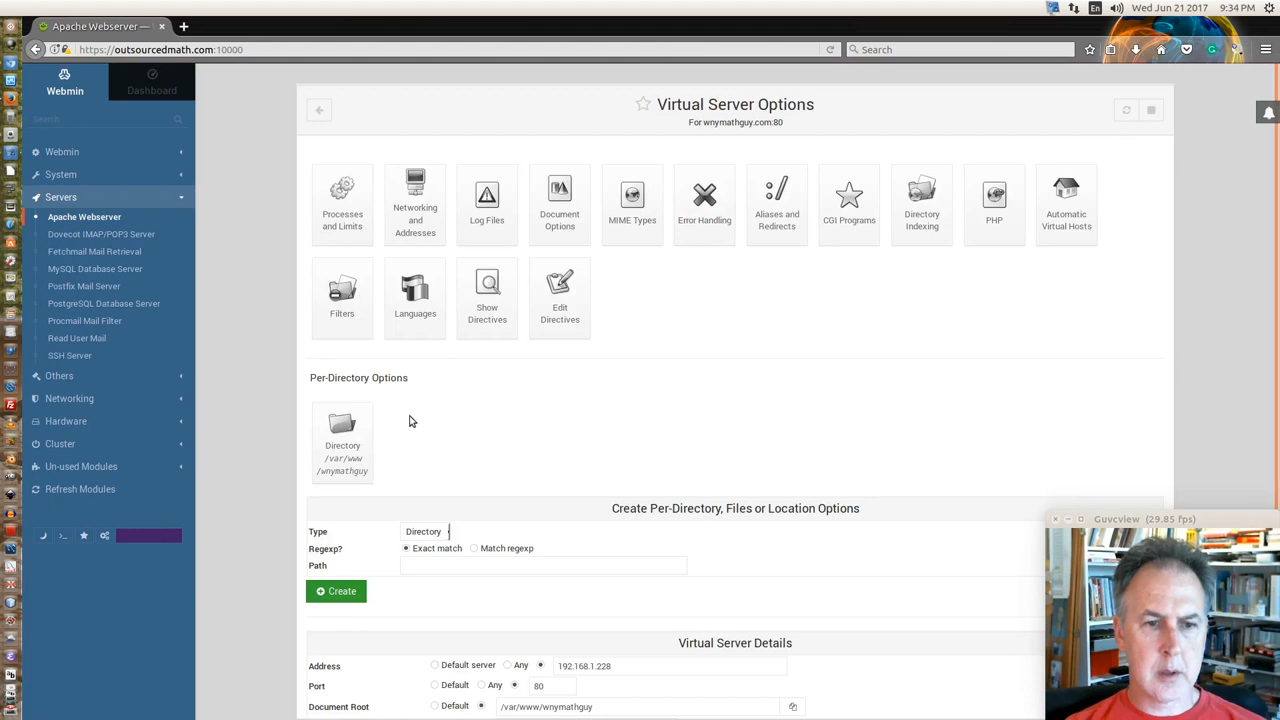 En
Wed Jun 21 2017
9:34 PM
Apache Webserver —
https://outsourcedmath.com:10000
Search
Webmin
Dashboard
Search
Webmin
System
Servers
Apache Webserver
Dovecot IMAP/POP3 Server
Fetchmail Mail Retrieval
MySQL Database Server
Postfix Mail Server
PostgreSQL Database Server
Procmail Mail Filter
Read User Mail
SSH Server
Others
Networking
Hardware
Cluster
Un-used Modules
Refresh Modules
Virtual Server Options
For wnymathguy.com:80
Processes
and Limits
Networking
and
Addresses
Log Files
Document
Options
MIME Types
Error Handling
Aliases and
Redirects
CGI Programs
Directory
Indexing
PHP
Automatic
Virtual Hosts
Filters
Languages
Show
Directives
Edit
Directives
Per-Directory Options
Directory
/var/www
/wnymathguy
Create Per-Directory, Files or Location Options
Type Directory
Regexp? Exact match Match regexp
Path
Create
Virtual Server Details
Address Default server Any 192.168.1.228
Port Default Any 80
Document Root Default /var/www/wnymathguy
Guvcview (29.85 fps)